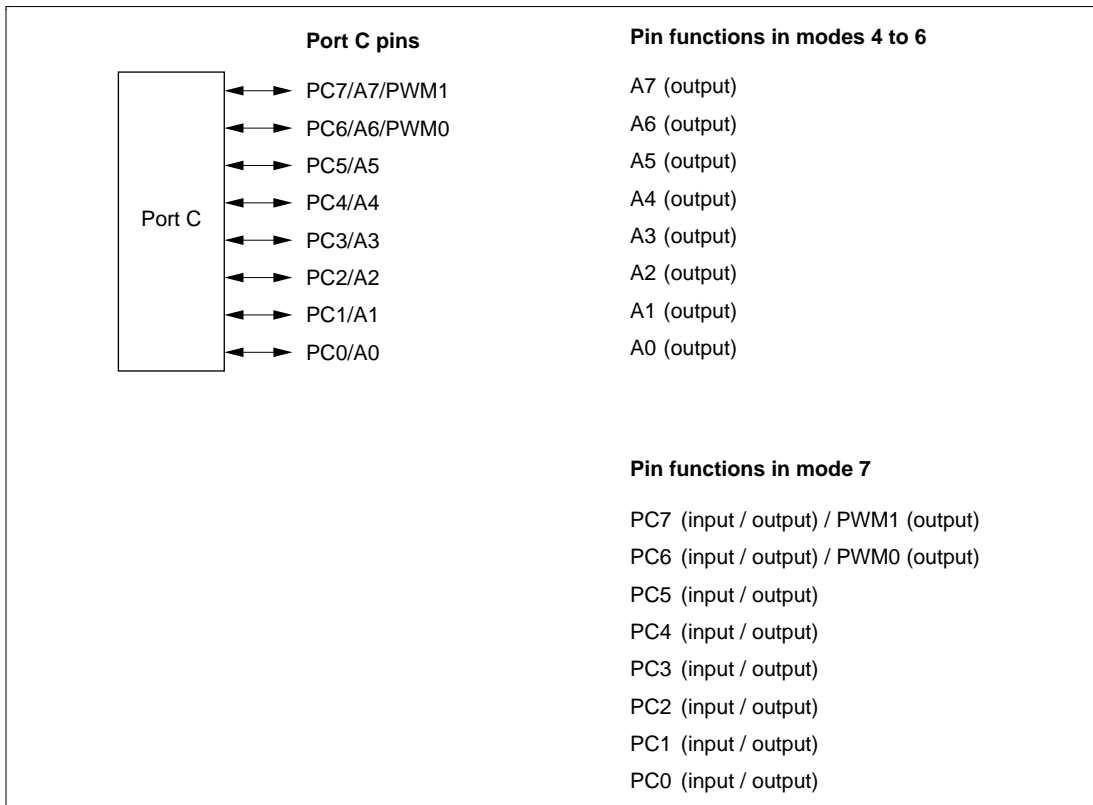 Port C pins
Port C
PC7/A7/PWM1
PC6/A6/PWM0
PC5/A5
PC4/A4
PC3/A3
PC2/A2
PC1/A1
PC0/A0
Pin functions in modes 4 to 6
A7 (output)
A6 (output)
A5 (output)
A4 (output)
A3 (output)
A2 (output)
A1 (output)
A0 (output)
Pin functions in mode 7
PC7 (input / output) / PWM1 (output)
PC6 (input / output) / PWM0 (output)
PC5 (input / output)
PC4 (input / output)
PC3 (input / output)
PC2 (input / output)
PC1 (input / output)
PC0 (input / output)